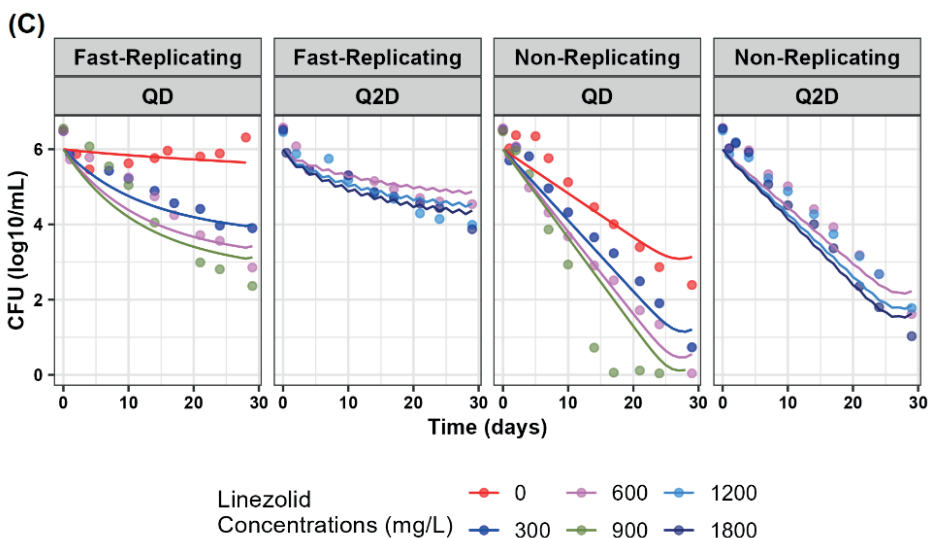 (C)
Fast-Replicating Fast-Replicating Non-Replicating Non-Replicating
QD Q2D QD Q2D
6
4
2
0
CFU (log10/mL)
0 10 20 30 0 10 20 30 0 10 20 30 0 10 20 30
Time (days)
Linezolid
Concentrations (mg/L)
0 600 1200
300 900 1800